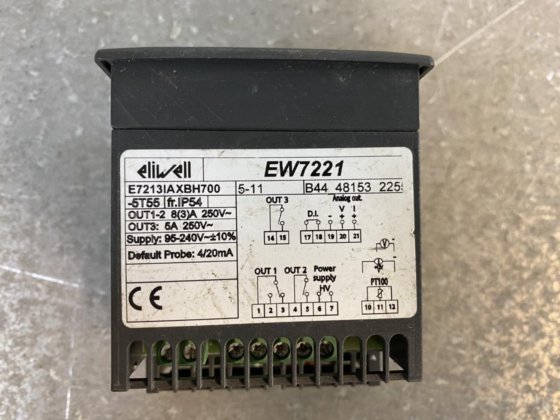 eliwell EW7221
E7213IAXBH700 5-11 B44 48153 225
-5T55 fr.IP54
OUT1-2 8(3)A 250V~
OUT3: 5A 250V~
Supply: 95-240V~±10%
Default Probe: 4/20mA
OUT 3 D.I. Analog out.
V I
- + +
14 15 17 18 19 20 21
V
PT100
10 11 12
OUT 1 OUT 2 Power supply
HV
1 2 3 4 5 6 7
CE